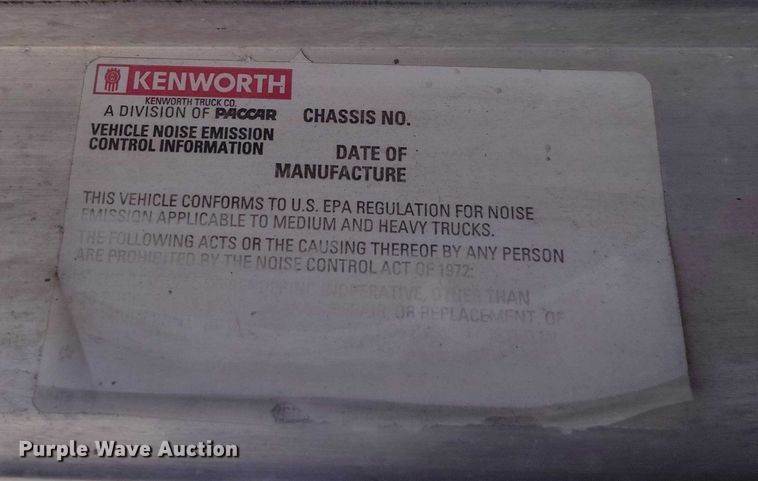 KENWORTH
KENWORTH TRUCK CO.
A DIVISION OF PACCAR
CHASSIS NO.
VEHICLE NOISE EMISSION
CONTROL INFORMATION
DATE OF
MANUFACTURE
THIS VEHICLE CONFORMS TO U.S. EPA REGULATION FOR NOISE
EMISSION APPLICABLE TO MEDIUM AND HEAVY TRUCKS.
THE FOLLOWING ACTS OR THE CAUSING THEREOF BY ANY PERSON
ARE PROHIBITED BY THE NOISE CONTROL ACT OF 1972:
INOPERATIVE, OTHER THAN
OR REPLACEMENT OF
Purple Wave Auction